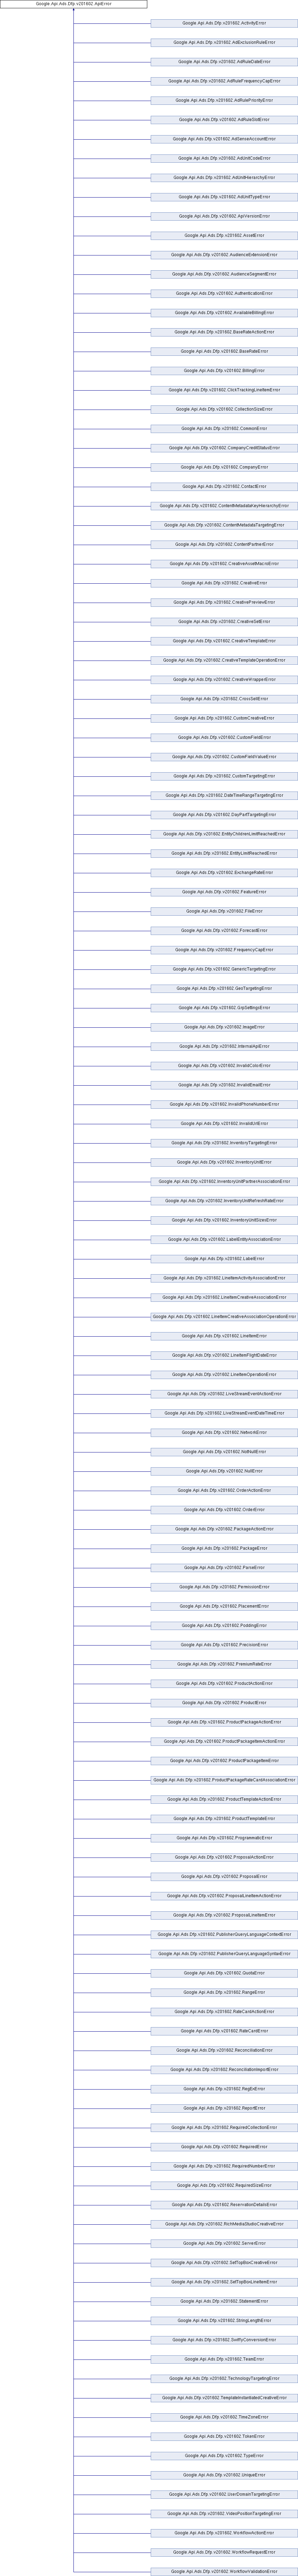 Google.Api.Ads.Dfp.v201602.ApiError
Google.Api.Ads.Dfp.v201602.ActivityError
Google.Api.Ads.Dfp.v201602.AdExclusionRuleError
Google.Api.Ads.Dfp.v201602.AdRuleDateError
Google.Api.Ads.Dfp.v201602.AdRuleFrequencyCapError
Google.Api.Ads.Dfp.v201602.AdRulePriorityError
Google.Api.Ads.Dfp.v201602.AdRuleSlotError
Google.Api.Ads.Dfp.v201602.AdSenseAccountError
Google.Api.Ads.Dfp.v201602.AdUnitCodeError
Google.Api.Ads.Dfp.v201602.AdUnitHierarchyError
Google.Api.Ads.Dfp.v201602.AdUnitTypeError
Google.Api.Ads.Dfp.v201602.ApiVersionError
Google.Api.Ads.Dfp.v201602.AssetError
Google.Api.Ads.Dfp.v201602.AudienceExtensionError
Google.Api.Ads.Dfp.v201602.AudienceSegmentError
Google.Api.Ads.Dfp.v201602.AuthenticationError
Google.Api.Ads.Dfp.v201602.AvailableBillingError
Google.Api.Ads.Dfp.v201602.BaseRateActionError
Google.Api.Ads.Dfp.v201602.BaseRateError
Google.Api.Ads.Dfp.v201602.BillingError
Google.Api.Ads.Dfp.v201602.ClickTrackingLineItemError
Google.Api.Ads.Dfp.v201602.CollectionSizeError
Google.Api.Ads.Dfp.v201602.CommonError
Google.Api.Ads.Dfp.v201602.CompanyCreditStatusError
Google.Api.Ads.Dfp.v201602.CompanyError
Google.Api.Ads.Dfp.v201602.ContactError
Google.Api.Ads.Dfp.v201602.ContentMetadataKeyHierarchyError
Google.Api.Ads.Dfp.v201602.ContentMetadataTargetingError
Google.Api.Ads.Dfp.v201602.ContentPartnerError
Google.Api.Ads.Dfp.v201602.CreativeAssetMacroError
Google.Api.Ads.Dfp.v201602.CreativeError
Google.Api.Ads.Dfp.v201602.CreativePreviewError
Google.Api.Ads.Dfp.v201602.CreativeSetError
Google.Api.Ads.Dfp.v201602.CreativeTemplateError
Google.Api.Ads.Dfp.v201602.CreativeTemplateOperationError
Google.Api.Ads.Dfp.v201602.CreativeWrapperError
Google.Api.Ads.Dfp.v201602.CrossSellError
Google.Api.Ads.Dfp.v201602.CustomCreativeError
Google.Api.Ads.Dfp.v201602.CustomFieldError
Google.Api.Ads.Dfp.v201602.CustomFieldValueError
Google.Api.Ads.Dfp.v201602.CustomTargetingError
Google.Api.Ads.Dfp.v201602.DateTimeRangeTargetingError
Google.Api.Ads.Dfp.v201602.DayPartTargetingError
Google.Api.Ads.Dfp.v201602.EntityChildrenLimitReachedError
Google.Api.Ads.Dfp.v201602.EntityLimitReachedError
Google.Api.Ads.Dfp.v201602.ExchangeRateError
Google.Api.Ads.Dfp.v201602.FeatureError
Google.Api.Ads.Dfp.v201602.FileError
Google.Api.Ads.Dfp.v201602.ForecastError
Google.Api.Ads.Dfp.v201602.FrequencyCapError
Google.Api.Ads.Dfp.v201602.GenericTargetingError
Google.Api.Ads.Dfp.v201602.GeoTargetingError
Google.Api.Ads.Dfp.v201602.GrpSettingsError
Google.Api.Ads.Dfp.v201602.ImageError
Google.Api.Ads.Dfp.v201602.InternalApiError
Google.Api.Ads.Dfp.v201602.InvalidColorError
Google.Api.Ads.Dfp.v201602.InvalidEmailError
Google.Api.Ads.Dfp.v201602.InvalidPhoneNumberError
Google.Api.Ads.Dfp.v201602.InvalidUrlError
Google.Api.Ads.Dfp.v201602.InventoryTargetingError
Google.Api.Ads.Dfp.v201602.InventoryUnitError
Google.Api.Ads.Dfp.v201602.InventoryUnitPartnerAssociationError
Google.Api.Ads.Dfp.v201602.InventoryUnitRefreshRateError
Google.Api.Ads.Dfp.v201602.InventoryUnitSizesError
Google.Api.Ads.Dfp.v201602.LabelEntityAssociationError
Google.Api.Ads.Dfp.v201602.LabelError
Google.Api.Ads.Dfp.v201602.LineItemActivityAssociationError
Google.Api.Ads.Dfp.v201602.LineItemCreativeAssociationError
Google.Api.Ads.Dfp.v201602.LineItemCreativeAssociationOperationError
Google.Api.Ads.Dfp.v201602.LineItemError
Google.Api.Ads.Dfp.v201602.LineItemFlightDateError
Google.Api.Ads.Dfp.v201602.LineItemOperationError
Google.Api.Ads.Dfp.v201602.LiveStreamEventActionError
Google.Api.Ads.Dfp.v201602.LiveStreamEventDateTimeError
Google.Api.Ads.Dfp.v201602.NetworkError
Google.Api.Ads.Dfp.v201602.NotNullError
Google.Api.Ads.Dfp.v201602.NullError
Google.Api.Ads.Dfp.v201602.OrderActionError
Google.Api.Ads.Dfp.v201602.OrderError
Google.Api.Ads.Dfp.v201602.PackageActionError
Google.Api.Ads.Dfp.v201602.PackageError
Google.Api.Ads.Dfp.v201602.ParseError
Google.Api.Ads.Dfp.v201602.PermissionError
Google.Api.Ads.Dfp.v201602.PlacementError
Google.Api.Ads.Dfp.v201602.PoddingError
Google.Api.Ads.Dfp.v201602.PrecisionError
Google.Api.Ads.Dfp.v201602.PremiumRateError
Google.Api.Ads.Dfp.v201602.ProductActionError
Google.Api.Ads.Dfp.v201602.ProductError
Google.Api.Ads.Dfp.v201602.ProductPackageActionError
Google.Api.Ads.Dfp.v201602.ProductPackageItemActionError
Google.Api.Ads.Dfp.v201602.ProductPackageItemError
Google.Api.Ads.Dfp.v201602.ProductPackageRateCardAssociationError
Google.Api.Ads.Dfp.v201602.ProductTemplateActionError
Google.Api.Ads.Dfp.v201602.ProductTemplateError
Google.Api.Ads.Dfp.v201602.ProgrammaticError
Google.Api.Ads.Dfp.v201602.ProposalActionError
Google.Api.Ads.Dfp.v201602.ProposalError
Google.Api.Ads.Dfp.v201602.ProposalLineItemActionError
Google.Api.Ads.Dfp.v201602.ProposalLineItemError
Google.Api.Ads.Dfp.v201602.PublisherQueryLanguageContextError
Google.Api.Ads.Dfp.v201602.PublisherQueryLanguageSyntaxError
Google.Api.Ads.Dfp.v201602.QuotaError
Google.Api.Ads.Dfp.v201602.RangeError
Google.Api.Ads.Dfp.v201602.RateCardActionError
Google.Api.Ads.Dfp.v201602.RateCardError
Google.Api.Ads.Dfp.v201602.ReconciliationError
Google.Api.Ads.Dfp.v201602.ReconciliationImportError
Google.Api.Ads.Dfp.v201602.RegExError
Google.Api.Ads.Dfp.v201602.ReportError
Google.Api.Ads.Dfp.v201602.RequiredCollectionError
Google.Api.Ads.Dfp.v201602.RequiredError
Google.Api.Ads.Dfp.v201602.RequiredNumberError
Google.Api.Ads.Dfp.v201602.RequiredSizeError
Google.Api.Ads.Dfp.v201602.ReservationDetailsError
Google.Api.Ads.Dfp.v201602.RichMediaStudioCreativeError
Google.Api.Ads.Dfp.v201602.ServerError
Google.Api.Ads.Dfp.v201602.SetTopBoxCreativeError
Google.Api.Ads.Dfp.v201602.SetTopBoxLineItemError
Google.Api.Ads.Dfp.v201602.StatementError
Google.Api.Ads.Dfp.v201602.StringLengthError
Google.Api.Ads.Dfp.v201602.SwiffyConversionError
Google.Api.Ads.Dfp.v201602.TeamError
Google.Api.Ads.Dfp.v201602.TechnologyTargetingError
Google.Api.Ads.Dfp.v201602.TemplateInstantiatedCreativeError
Google.Api.Ads.Dfp.v201602.TimeZoneError
Google.Api.Ads.Dfp.v201602.TokenError
Google.Api.Ads.Dfp.v201602.TypeError
Google.Api.Ads.Dfp.v201602.UniqueError
Google.Api.Ads.Dfp.v201602.UserDomainTargetingError
Google.Api.Ads.Dfp.v201602.VideoPositionTargetingError
Google.Api.Ads.Dfp.v201602.WorkflowActionError
Google.Api.Ads.Dfp.v201602.WorkflowRequestError
Google.Api.Ads.Dfp.v201602.WorkflowValidationError